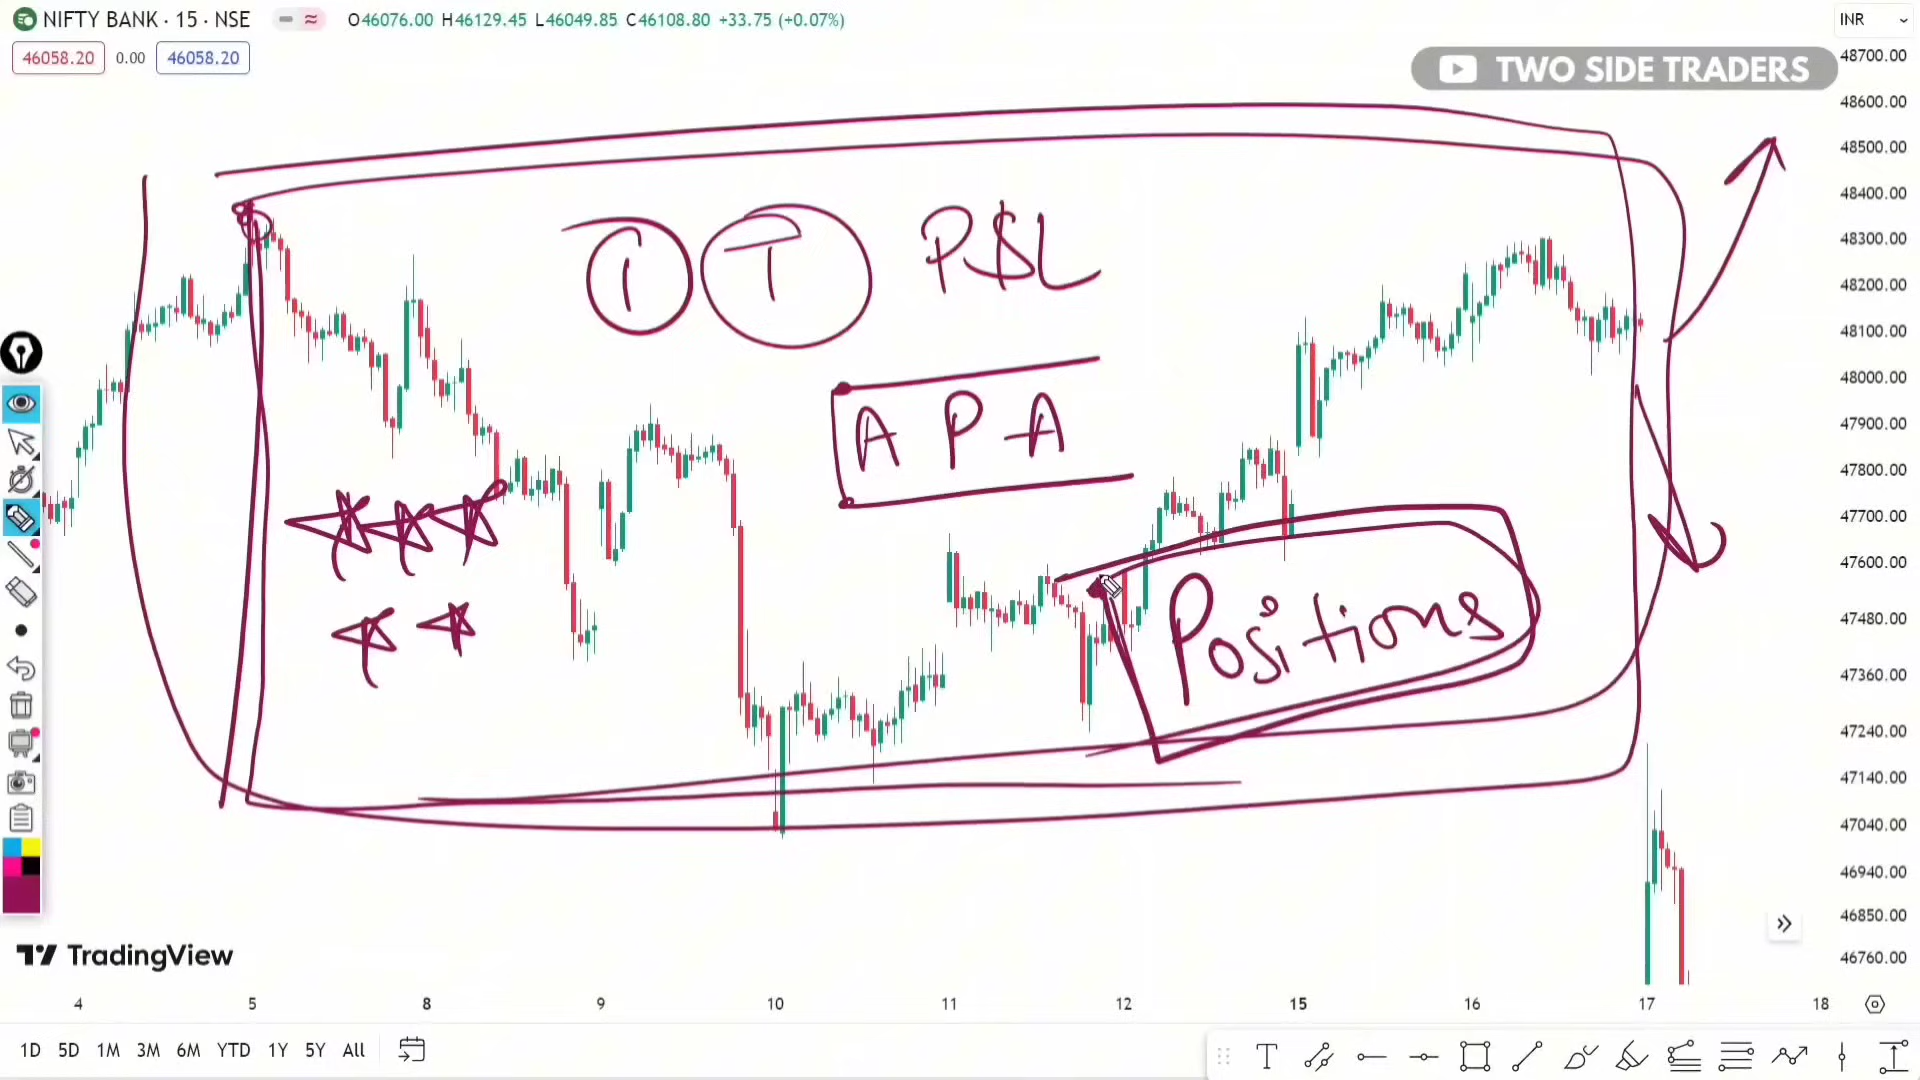 NIFTY BANK · 15 · NSE O46076.00 H46129.45 L46049.85 C46108.80 +33.75 (+0.07%)
INR
46058.20 0.00 46058.20
TWO SIDE TRADERS
48700.00
48600.00
48500.00
48400.00
48300.00
48200.00
48100.00
48000.00
47900.00
47800.00
47700.00
47600.00
47480.00
47360.00
47240.00
47140.00
47040.00
46940.00
46850.00
46760.00
T P&L
A P A
Positions
TradingView
4 5 8 9 10 11 12 15 16 17 18
1D 5D 1M 3M 6M YTD 1Y 5Y All